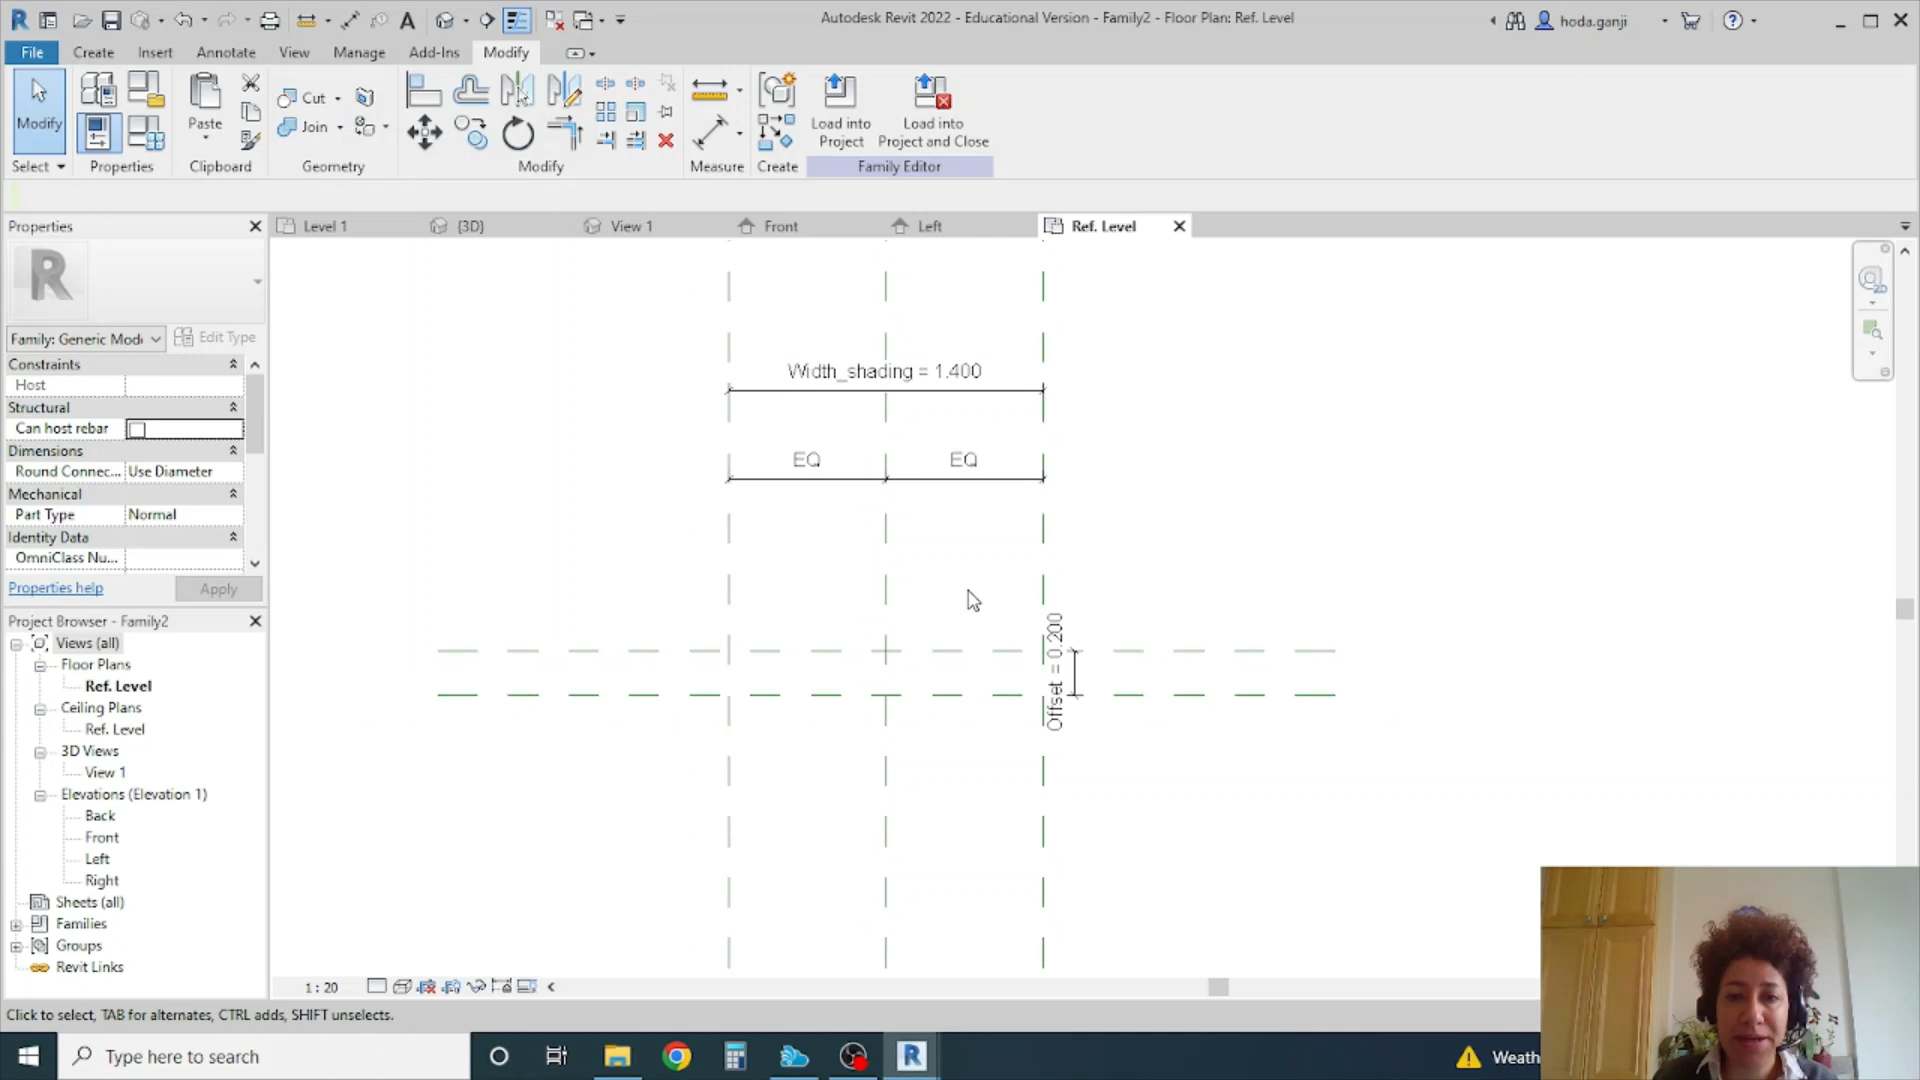 Autodesk Revit 2022 - Educational Version - Family2 - Floor Plan: Ref. Level
hoda.ganji
File
Create
Insert
Annotate
View
Manage
Add-Ins
Modify
Modify
Paste
Cut
Join
Load into
Project
Load into
Project and Close
Select
Properties
Clipboard
Geometry
Modify
Measure
Create
Family Editor
Properties
Level 1
{3D}
View 1
Front
Left
Ref. Level
Family: Generic Mod
Edit Type
Constraints
Host
Structural
Can host rebar
Dimensions
Round Connec... Use Diameter
Mechanical
Part Type Normal
Identity Data
OmniClass Nu...
Properties help
Apply
Project Browser - Family2
Views (all)
Floor Plans
Ref. Level
Ceiling Plans
Ref. Level
3D Views
View 1
Elevations (Elevation 1)
Back
Front
Left
Right
Sheets (all)
Families
Groups
Revit Links
Width_shading = 1.400
EQ
EQ
Offset = 0.200
1 : 20
Click to select, TAB for alternates, CTRL adds, SHIFT unselects.
Type here to search
Weath